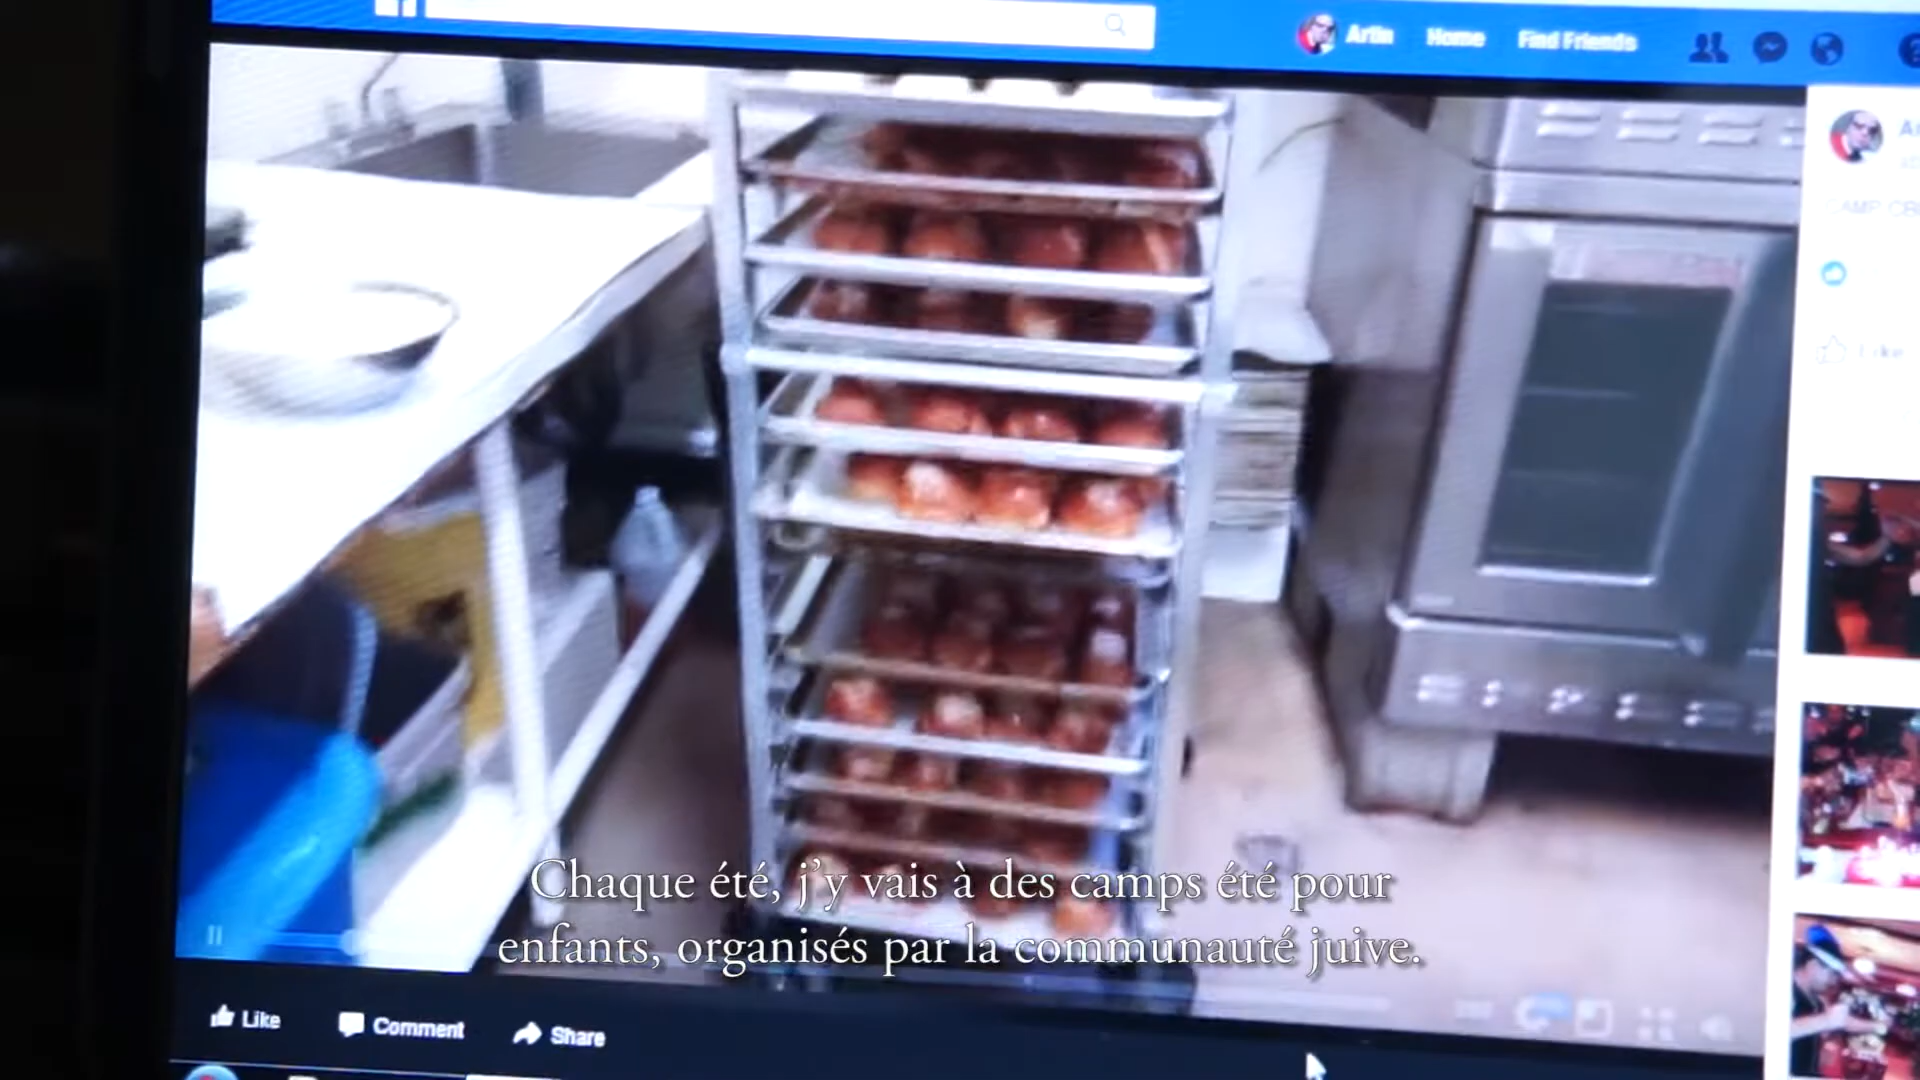 Artin
Home
Find Friends
Like
Chaque été, j'y vais à des camps été pour
enfants, organisés par la communauté juive.
Like
Comment
Share